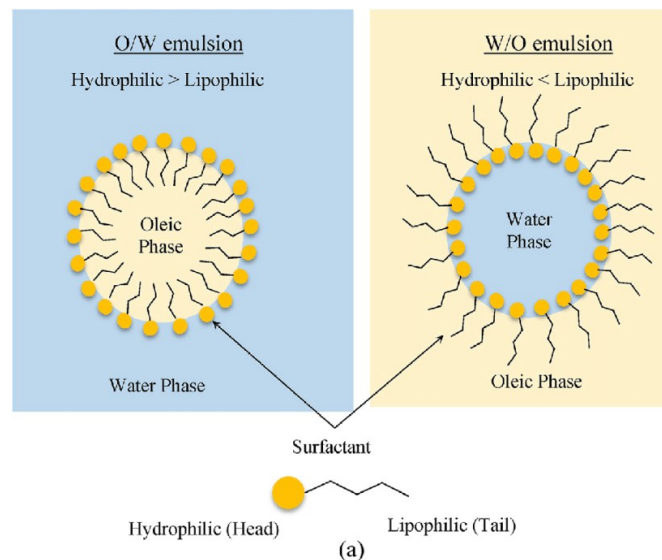 O/W emulsion
Hydrophilic > Lipophilic
Oleic
Phase
Water Phase
W/O emulsion
Hydrophilic < Lipophilic
Water
Phase
Oleic Phase
Surfactant
Hydrophilic (Head)
Lipophilic (Tail)
(a)